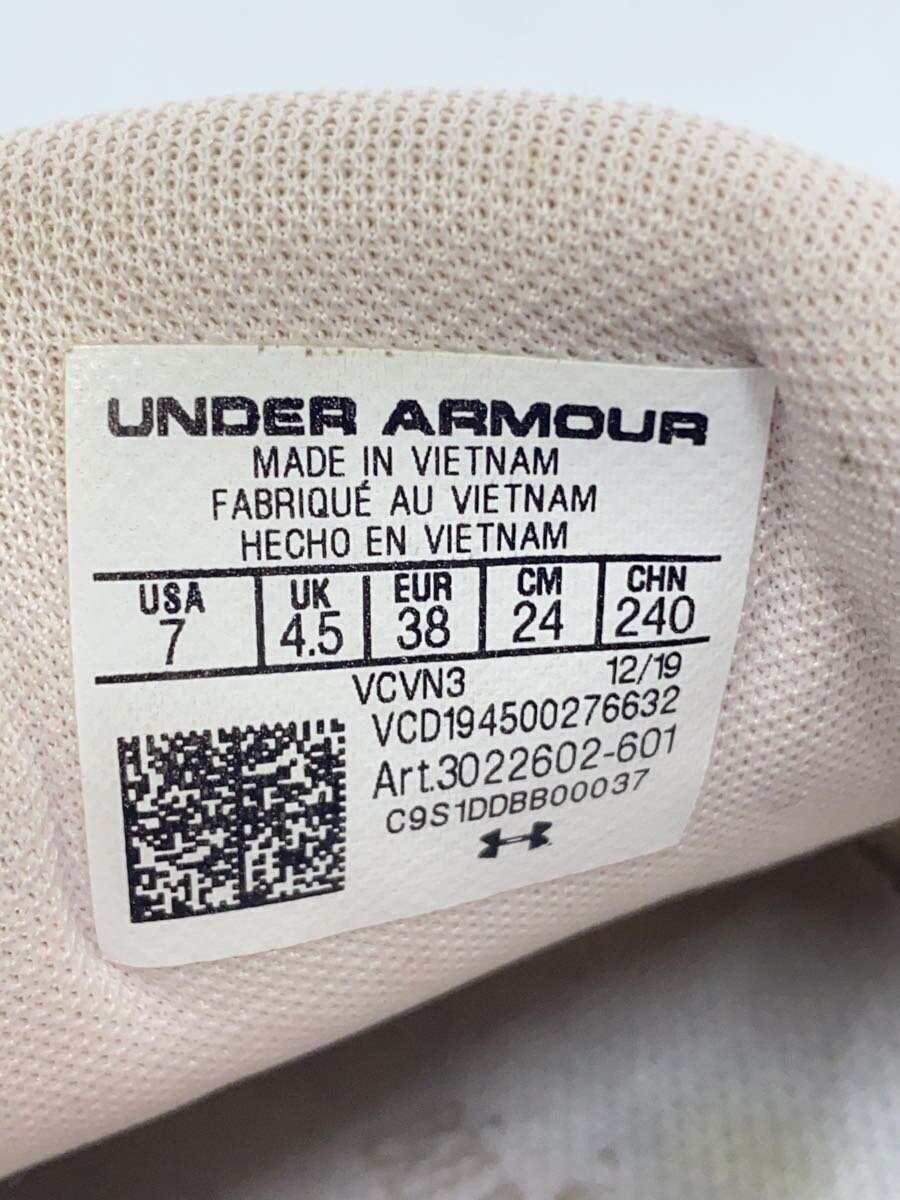 UNDER ARMOUR
MADE IN VIETNAM
FABRIQUÉ AU VIETNAM
HECHO EN VIETNAM
USA UK EUR CM CHN
7 4.5 38 24 240
VCVN3 12/19
VCD194500276632
Art.3022602-601
C9S1DDBB00037